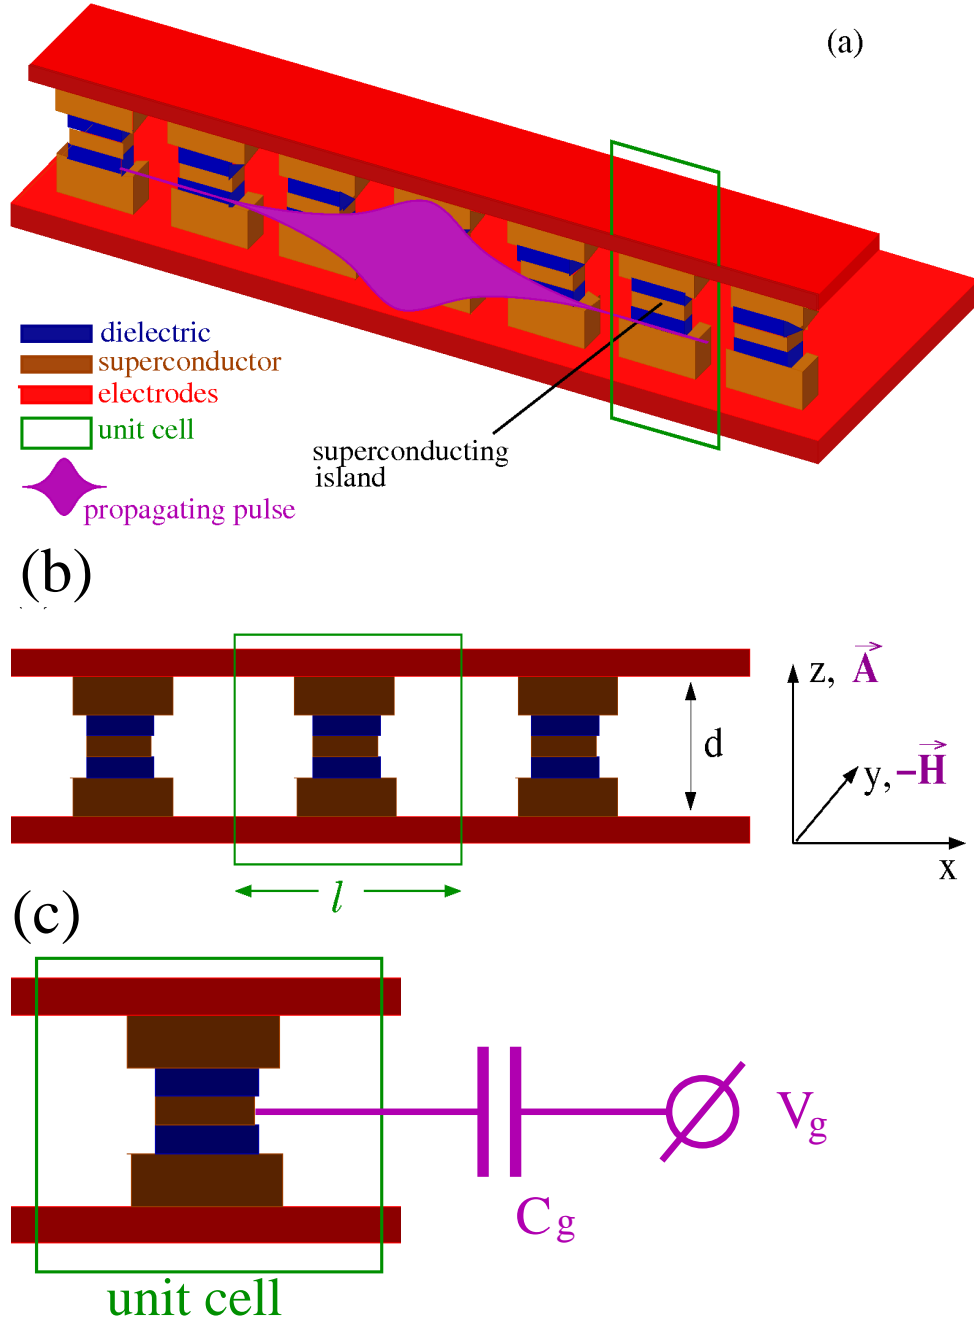 (a)
dielectric
superconductor
electrodes
unit cell
propagating pulse
superconducting
island
(b)
d
l
z, A
y, -H
x
(c)
V g
C g
unit cell